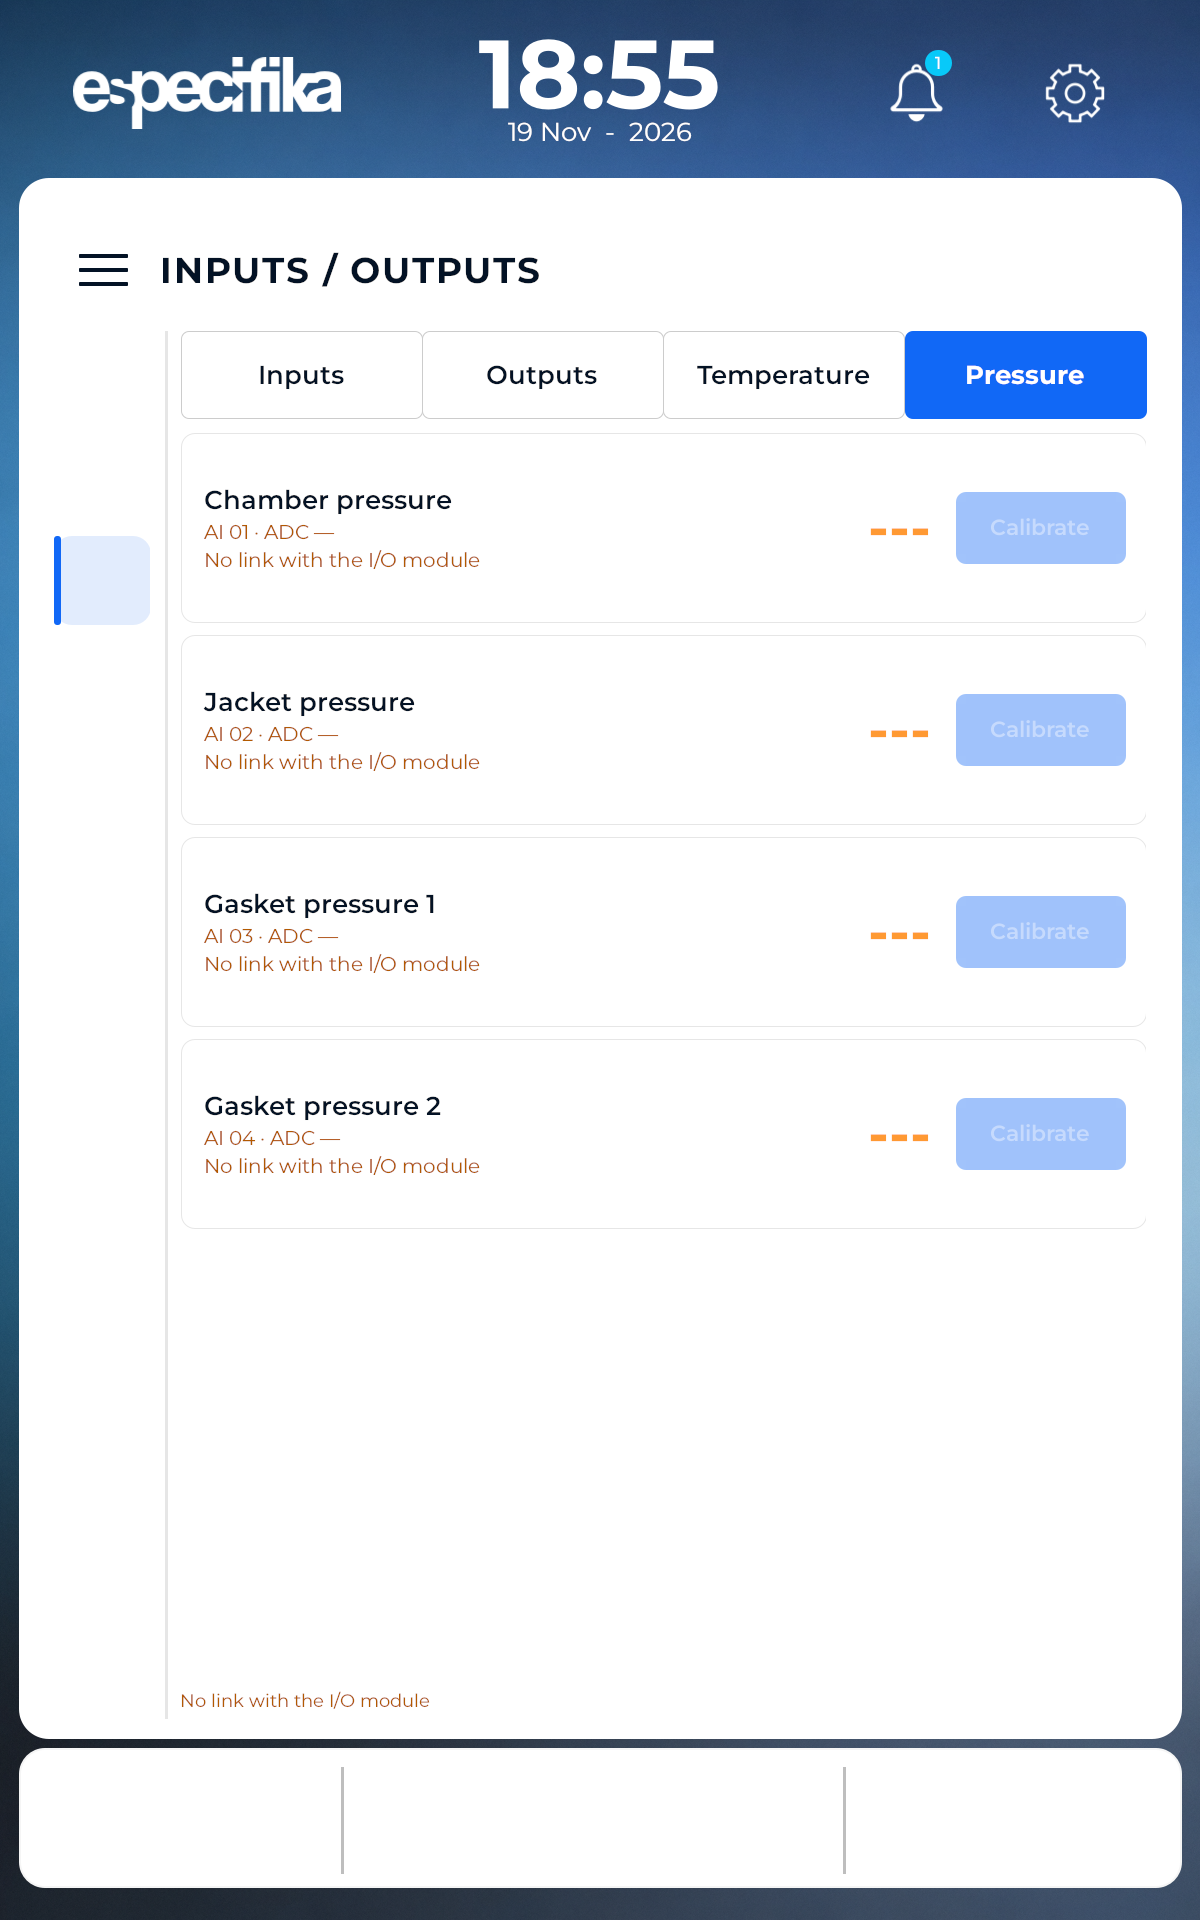 especifika
18:55
19 Nov - 2026
1
INPUTS / OUTPUTS
Inputs
Outputs
Temperature
Pressure
Chamber pressure
AI 01 · ADC —
No link with the I/O module
---
Calibrate
Jacket pressure
AI 02 · ADC —
No link with the I/O module
---
Calibrate
Gasket pressure 1
AI 03 · ADC —
No link with the I/O module
---
Calibrate
Gasket pressure 2
AI 04 · ADC —
No link with the I/O module
---
Calibrate
No link with the I/O module